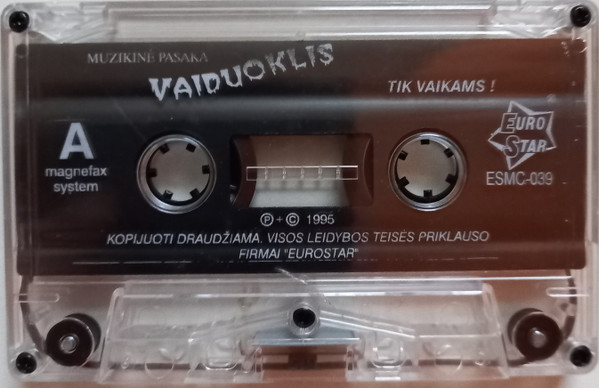 MUZIKINĖ PASAKA
VAIDUOKLIS
TIK VAIKAMS !
A
magnefax
system
EURO
STAR
ESMC-039
Ⓟ+© 1995
KOPIJUOTI DRAUDŽIAMA. VISOS LEIDYBOS TEISĖS PRIKLAUSO
FIRMAI "EUROSTAR"